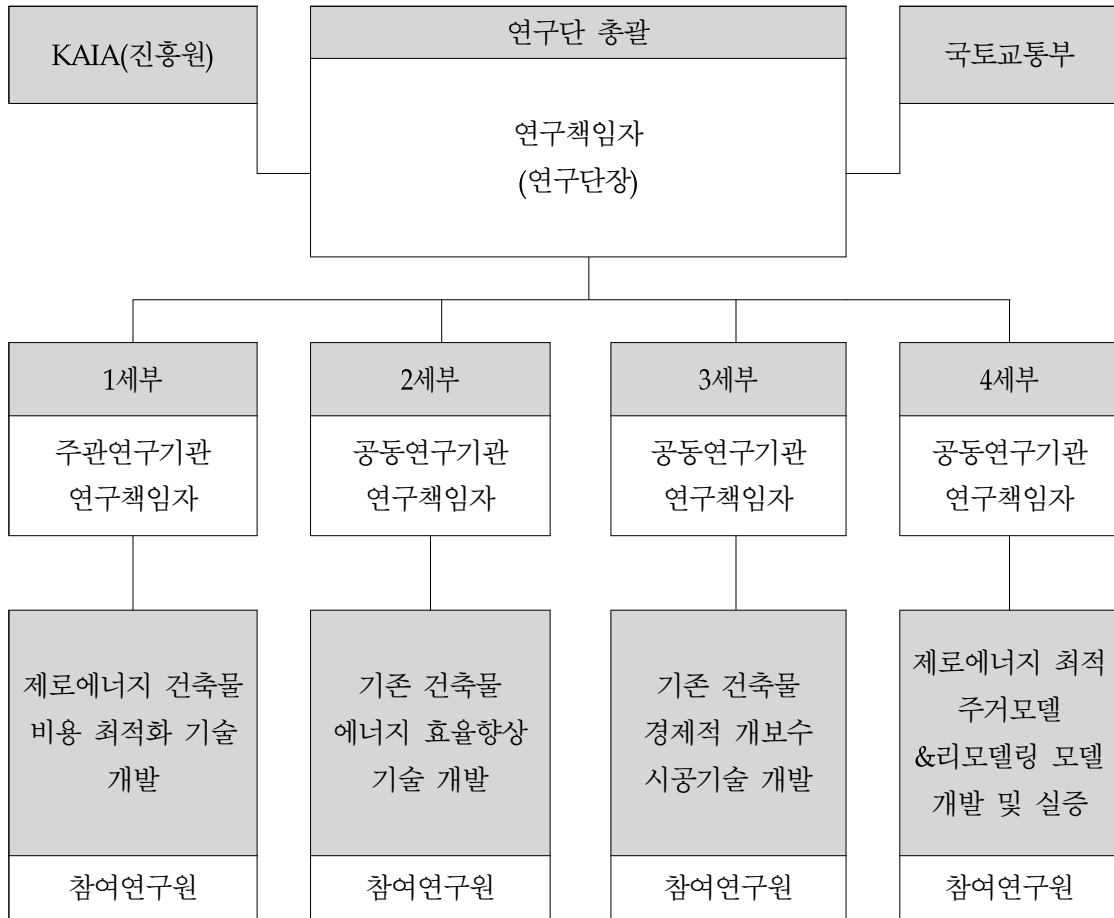 KAIA(진흥원)
연구단 총괄
국토교통부
연구책임자
(연구단장)
1세부
주관연구기관
연구책임자
2세부
공동연구기관
연구책임자
3세부
공동연구기관
연구책임자
4세부
공동연구기관
연구책임자
제로에너지 건축물
비용 최적화 기술
개발
참여연구원
기존 건축물
에너지 효율향상
기술 개발
참여연구원
기존 건축물
경제적 개보수
시공기술 개발
참여연구원
제로에너지 최적
주거모델
&리모델링 모델
개발 및 실증
참여연구원